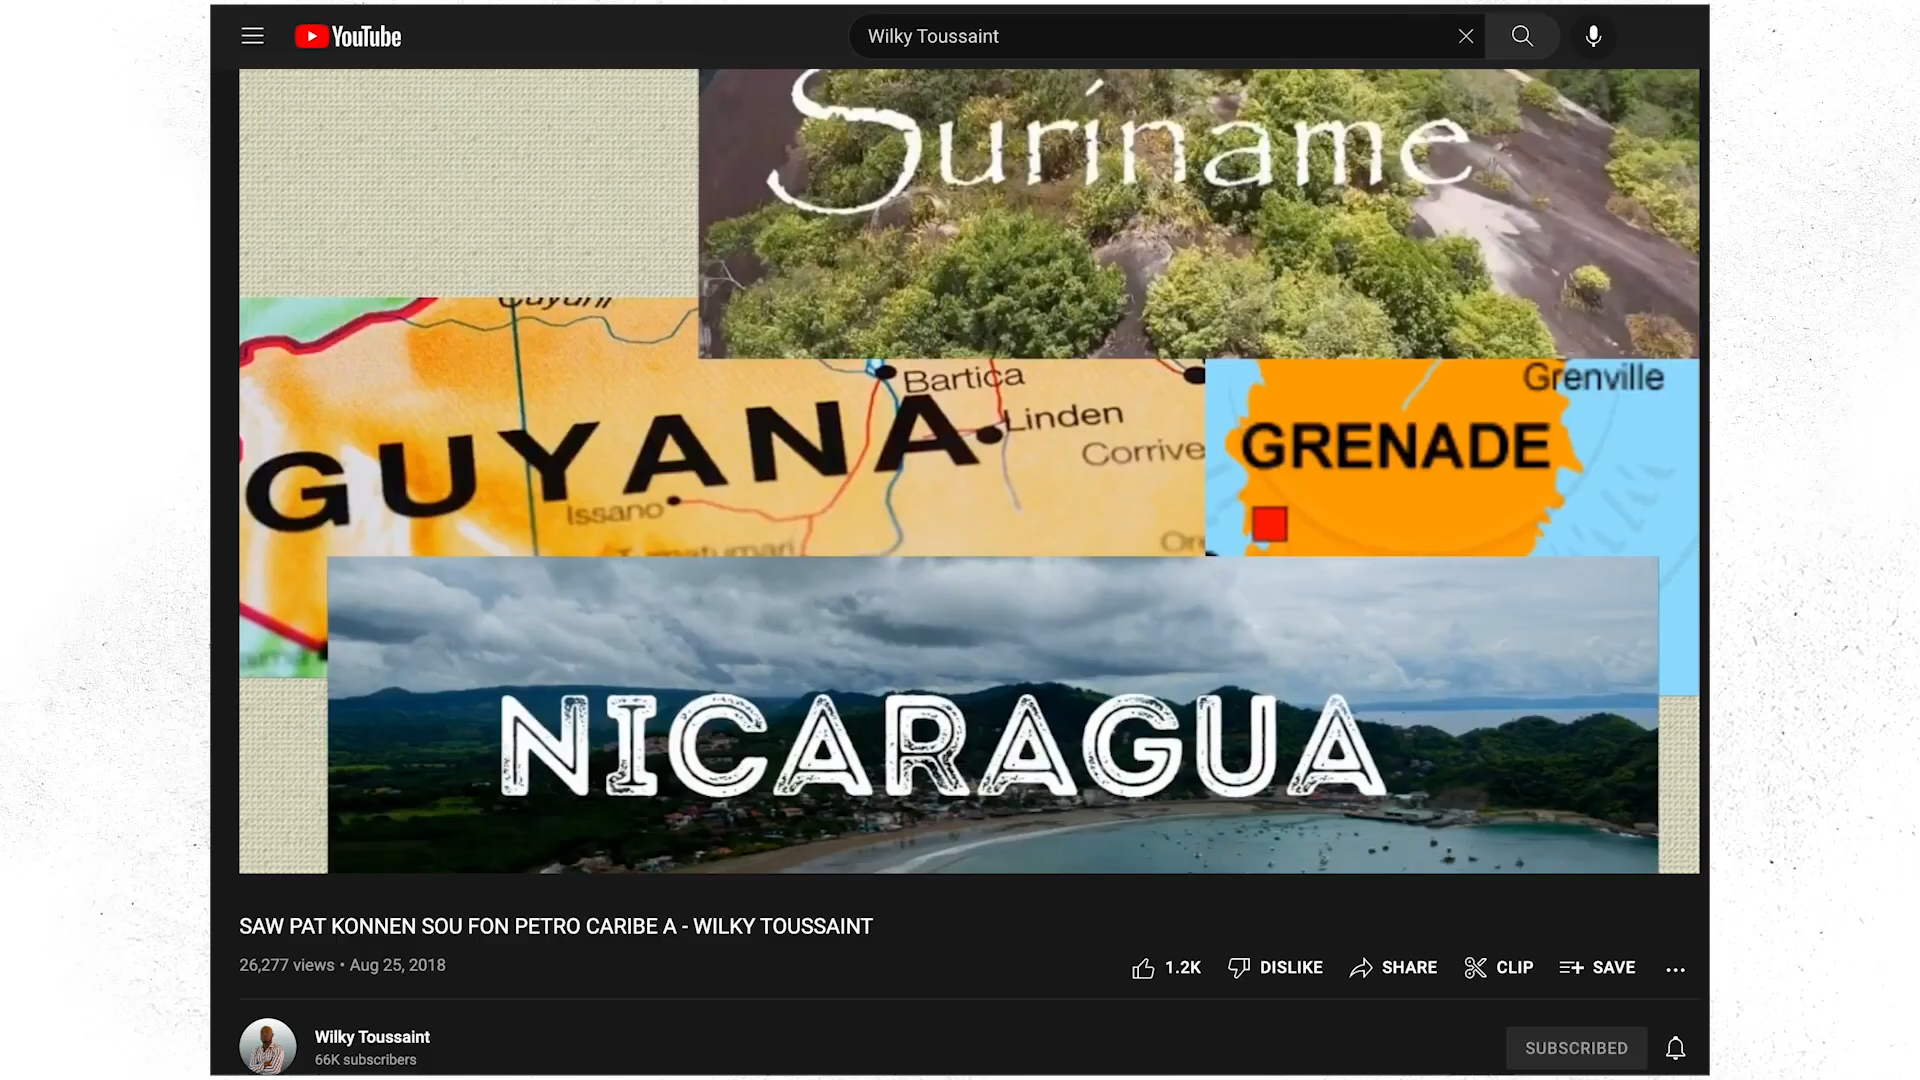 YouTube
Wilky Toussaint
Suriname
Cuyuni
Bartica
Linden
Corrive
GUYANA
Issano
Tumatumari
Grenville
GRENADE
NICARAGUA
SAW PAT KONNEN SOU FON PETRO CARIBE A - WILKY TOUSSAINT
26,277 views • Aug 25, 2018
1.2K DISLIKE SHARE CLIP SAVE
Wilky Toussaint
66K subscribers
SUBSCRIBED